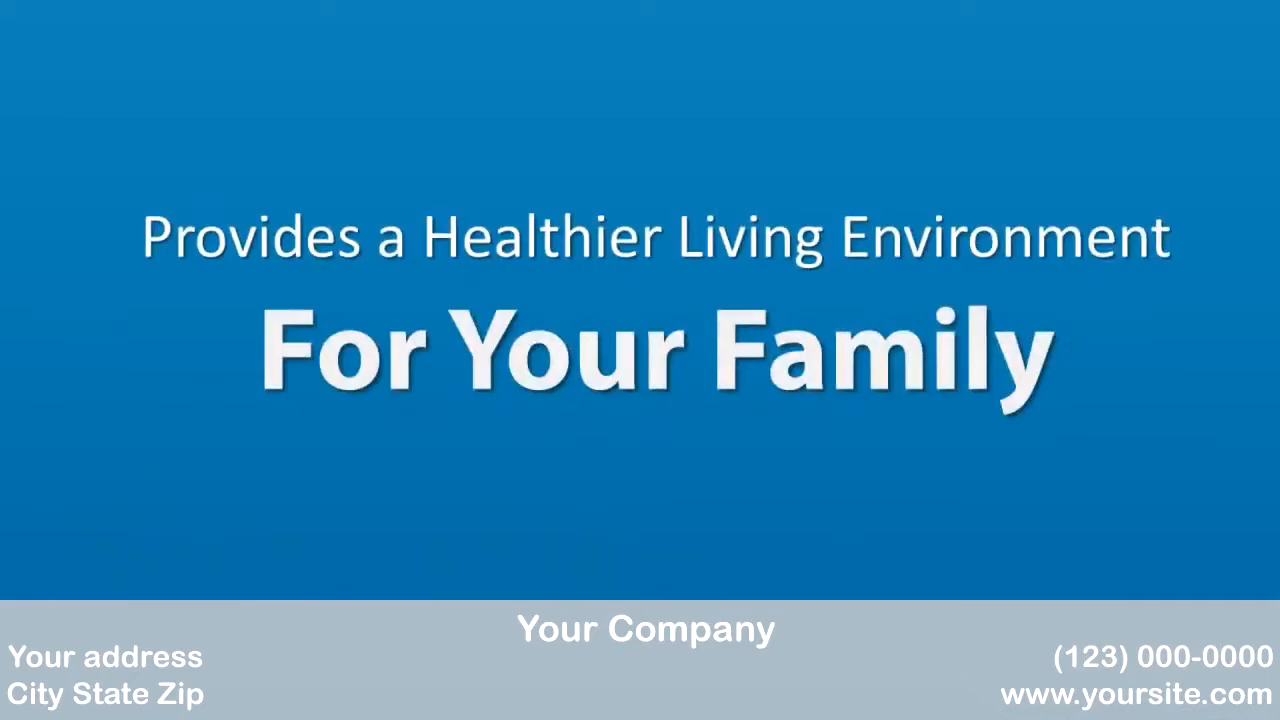 Provides a Healthier Living Environment
For Your Family
Your Company
Your address
City State Zip
(123) 000-0000
www.yoursite.com